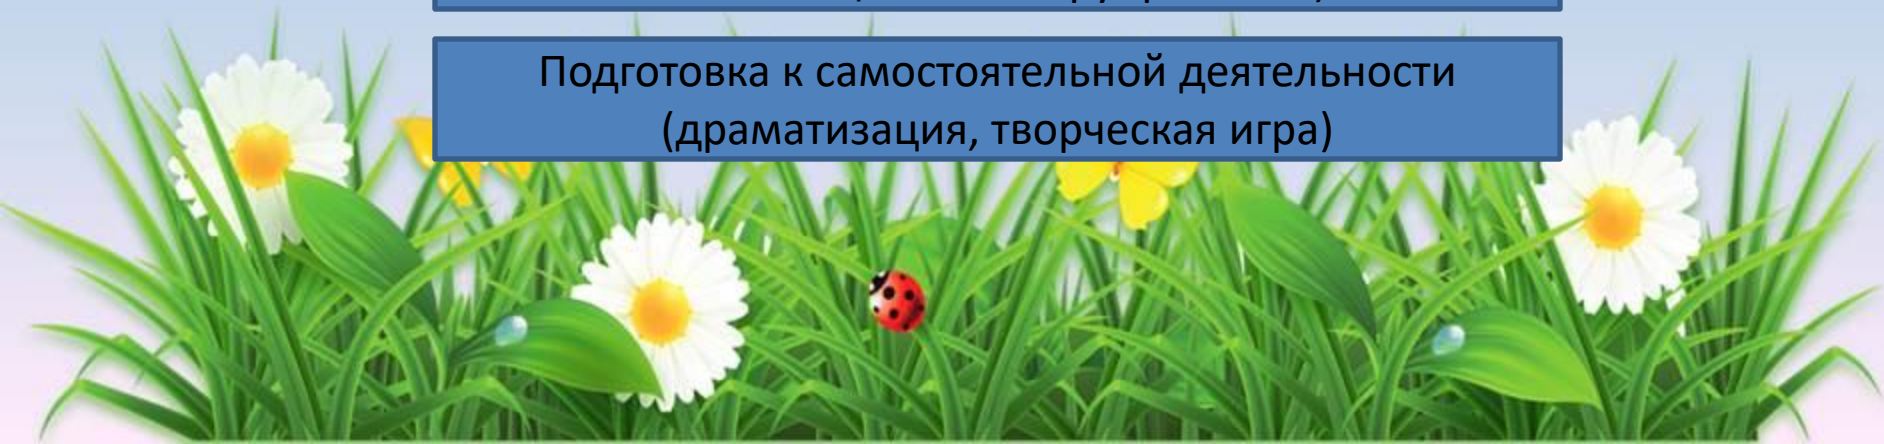 Подготовка к самостоятельной деятельности
(драматизация, творческая игра)